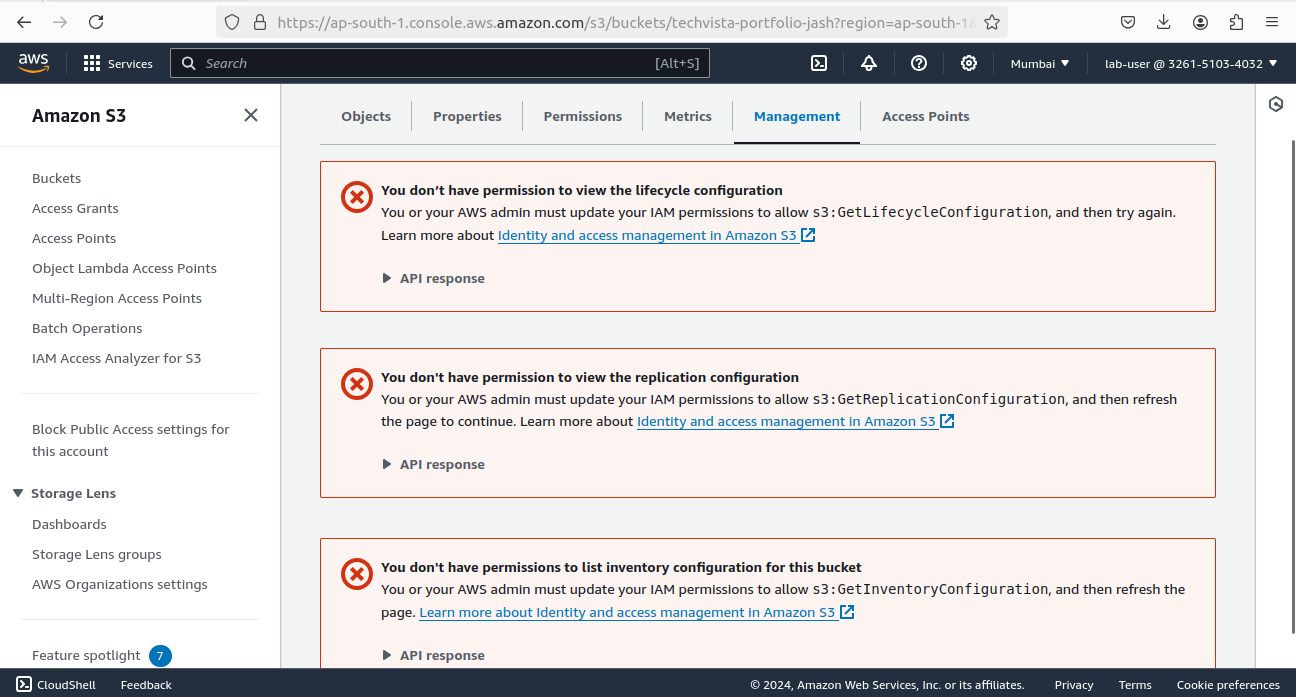 https://ap-south-1.console.aws.amazon.com/s3/buckets/techvista-portfolio-jash?region=ap-south-1&
aws
Services
Search
[Alt+S]
Mumbai
lab-user @ 3261-5103-4032
Amazon S3
Buckets
Access Grants
Access Points
Object Lambda Access Points
Multi-Region Access Points
Batch Operations
IAM Access Analyzer for S3
Block Public Access settings for
this account
Storage Lens
Dashboards
Storage Lens groups
AWS Organizations settings
Feature spotlight 7
Objects
Properties
Permissions
Metrics
Management
Access Points
You don’t have permission to view the lifecycle configuration
You or your AWS admin must update your IAM permissions to allow s3:GetLifecycleConfiguration, and then try again.
Learn more about Identity and access management in Amazon S3
API response
You don't have permission to view the replication configuration
You or your AWS admin must update your IAM permissions to allow s3:GetReplicationConfiguration, and then refresh
the page to continue. Learn more about Identity and access management in Amazon S3
API response
You don't have permissions to list inventory configuration for this bucket
You or your AWS admin must update your IAM permissions to allow s3:GetInventoryConfiguration, and then refresh the
page. Learn more about Identity and access management in Amazon S3
API response
CloudShell
Feedback
© 2024, Amazon Web Services, Inc. or its affiliates.
Privacy
Terms
Cookie preferences